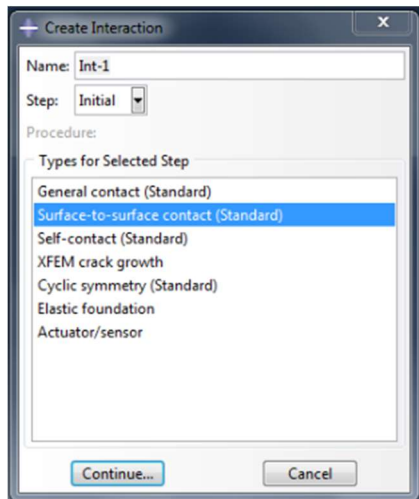 Create Interaction
x
Name: Int-1
Step: Initial
Procedure:
Types for Selected Step
General contact (Standard)
Surface-to-surface contact (Standard)
Self-contact (Standard)
XFEM crack growth
Cyclic symmetry (Standard)
Elastic foundation
Actuator/sensor
Continue... Cancel